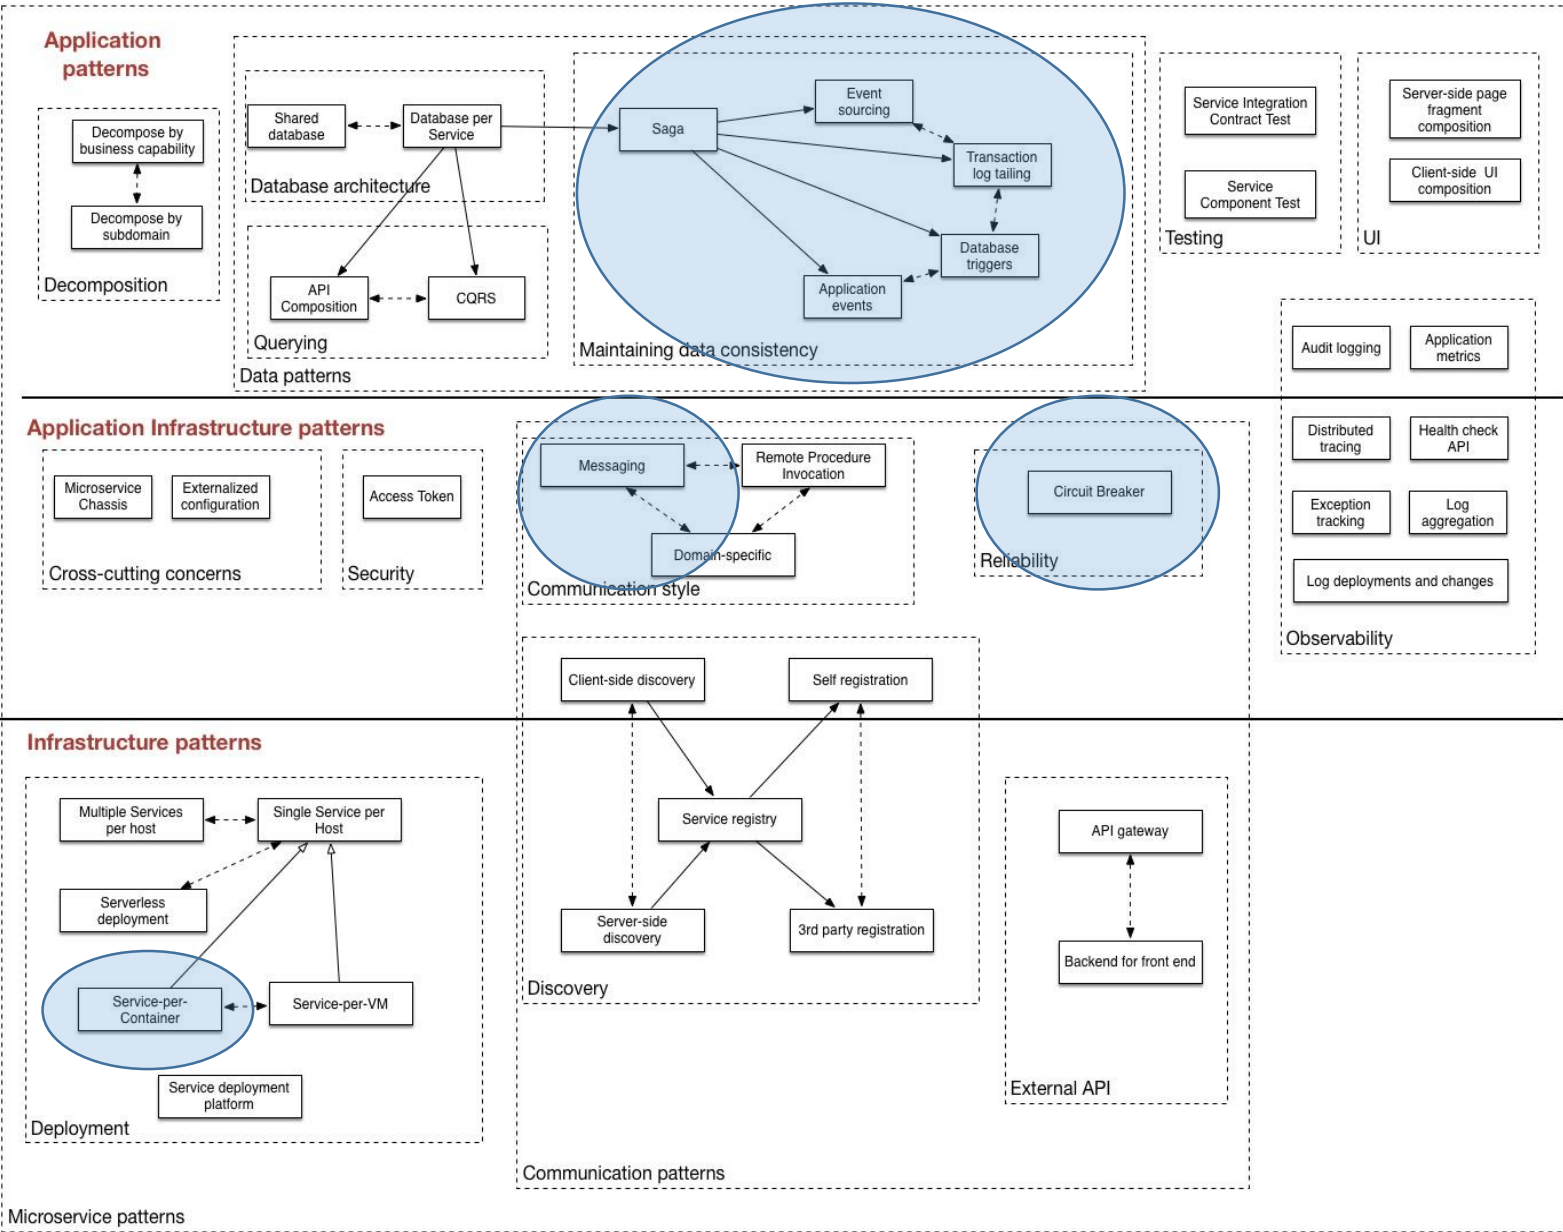 Application
patterns
Decompose by
business capability
Decompose by
subdomain
Decomposition
Shared
database
Database per
Service
Database architecture
API
Composition
CQRS
Querying
Data patterns
Saga
Event
sourcing
Transaction
log tailing
Database
triggers
Application
events
Maintaining data consistency
Service Integration
Contract Test
Service
Component Test
Testing
Server-side page
fragment
composition
Client-side UI
composition
UI
Audit logging
Application
metrics
Distributed
tracing
Health check
API
Exception
tracking
Log
aggregation
Log deployments and changes
Observability
Application Infrastructure patterns
Microservice
Chassis
Externalized
configuration
Cross-cutting concerns
Access Token
Security
Messaging
Remote Procedure
Invocation
Domain-specific
Communication style
Circuit Breaker
Reliability
Client-side discovery
Self registration
Service registry
Server-side
discovery
3rd party registration
Discovery
Infrastructure patterns
Multiple Services
per host
Single Service per
Host
Serverless
deployment
Service-per-
Container
Service-per-VM
Service deployment
platform
Deployment
API gateway
Backend for front end
External API
Communication patterns
Microservice patterns